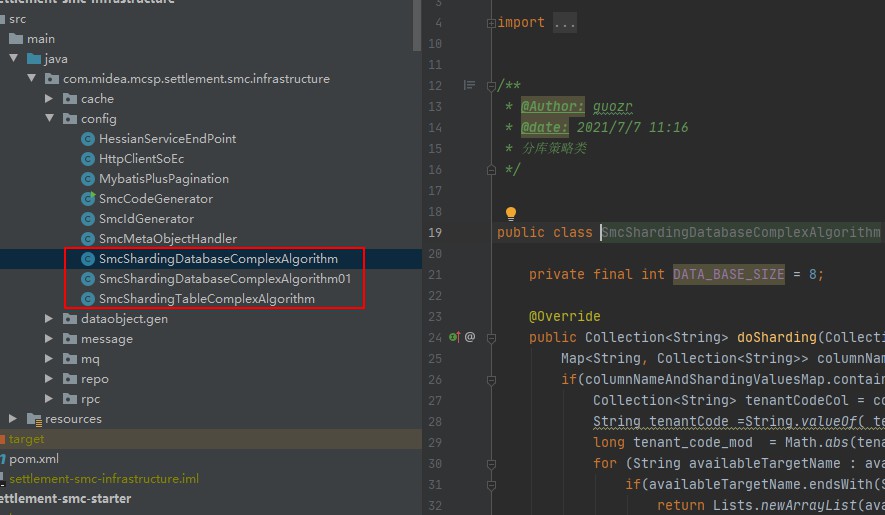 settlement-smc-infrastructure
src
main
java
com.midea.mcsp.settlement.smc.infrastructure
cache
config
HessianServiceEndPoint
HttpClientSoEc
MybatisPlusPagination
SmcCodeGenerator
SmcIdGenerator
SmcMetaObjectHandler
SmcShardingDatabaseComplexAlgorithm
SmcShardingDatabaseComplexAlgorithm01
SmcShardingTableComplexAlgorithm
dataobject.gen
message
mq
repo
rpc
resources
target
pom.xml
settlement-smc-infrastructure.iml
ettlement-smc-starter
3
4 import ...
10
11
12 /**
13 * @Author: guozr
14 * @date: 2021/7/7 11:16
15 * 分库策略类
16 */
17
18
19 public class SmcShardingDatabaseComplexAlgorithm
20
21 private final int DATA_BASE_SIZE = 8;
22
23 @Override
24 @ public Collection<String> doSharding(Collec
25 Map<String, Collection<String>> columnNam
26 if(columnNameAndShardingValuesMap.contain
27 Collection<String> tenantCodeCol = co
28 String tenantCode =String.valueOf( te
29 long tenant_code_mod = Math.abs(tena
30 for (String availableTargetName : ava
31 if(availableTargetName.endsWith(S
32 return Lists.newArrayList(ava